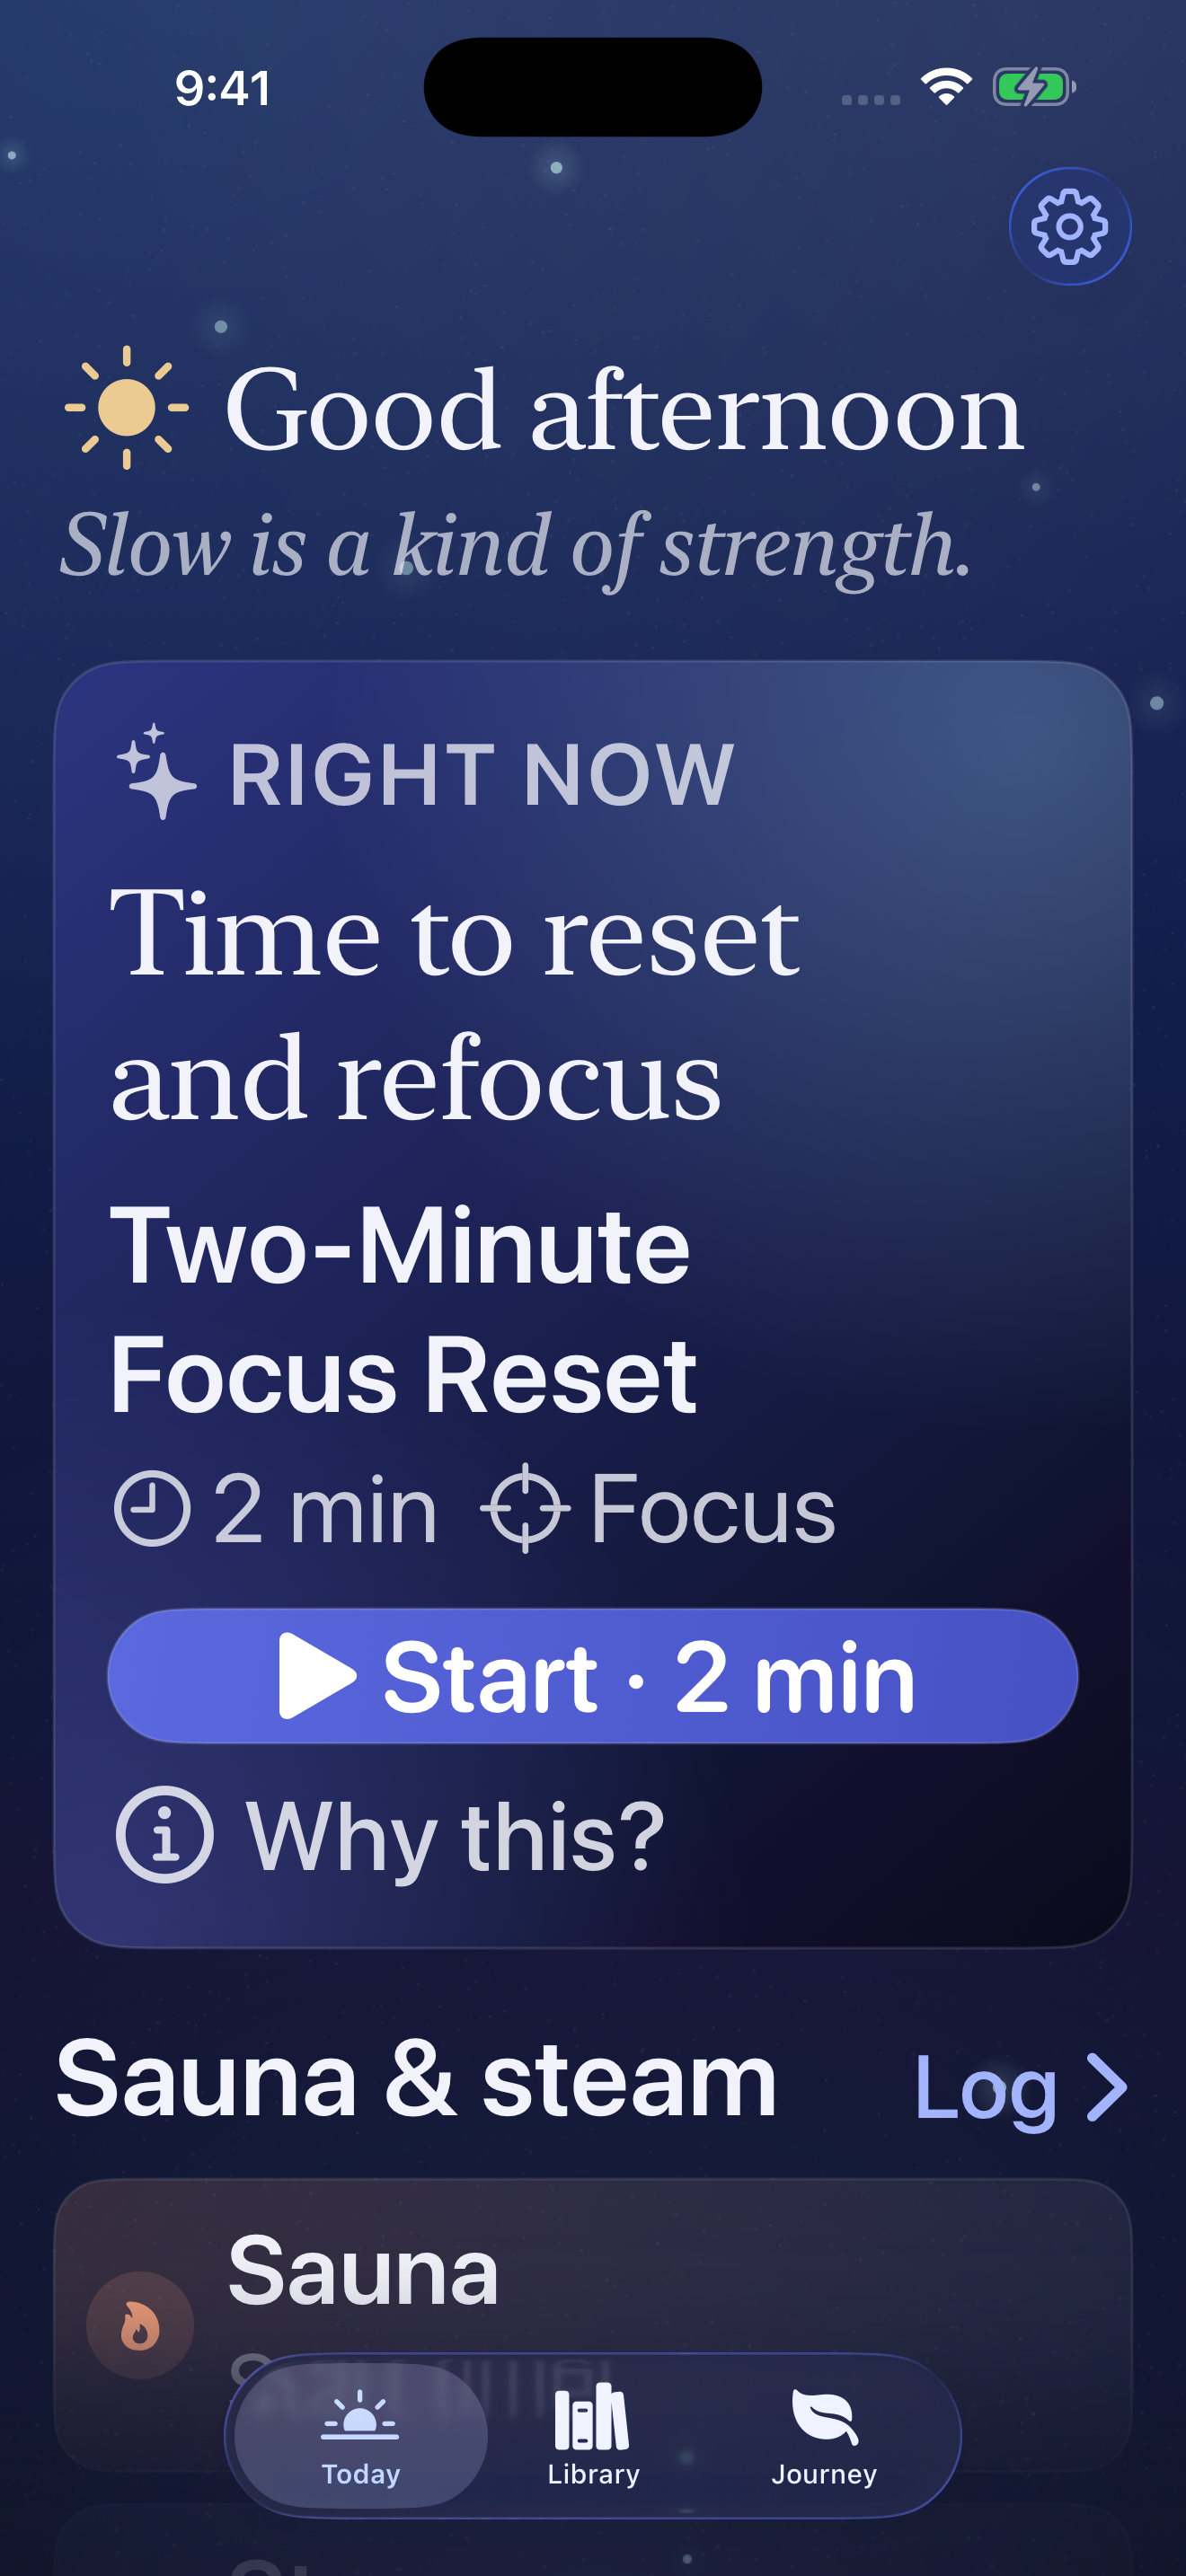 9:41
Good afternoon
Slow is a kind of strength.
RIGHT NOW
Time to reset
and refocus
Two-Minute
Focus Reset
2 min Focus
Start · 2 min
Why this?
Sauna & steam Log
Sauna
Today Library Journey